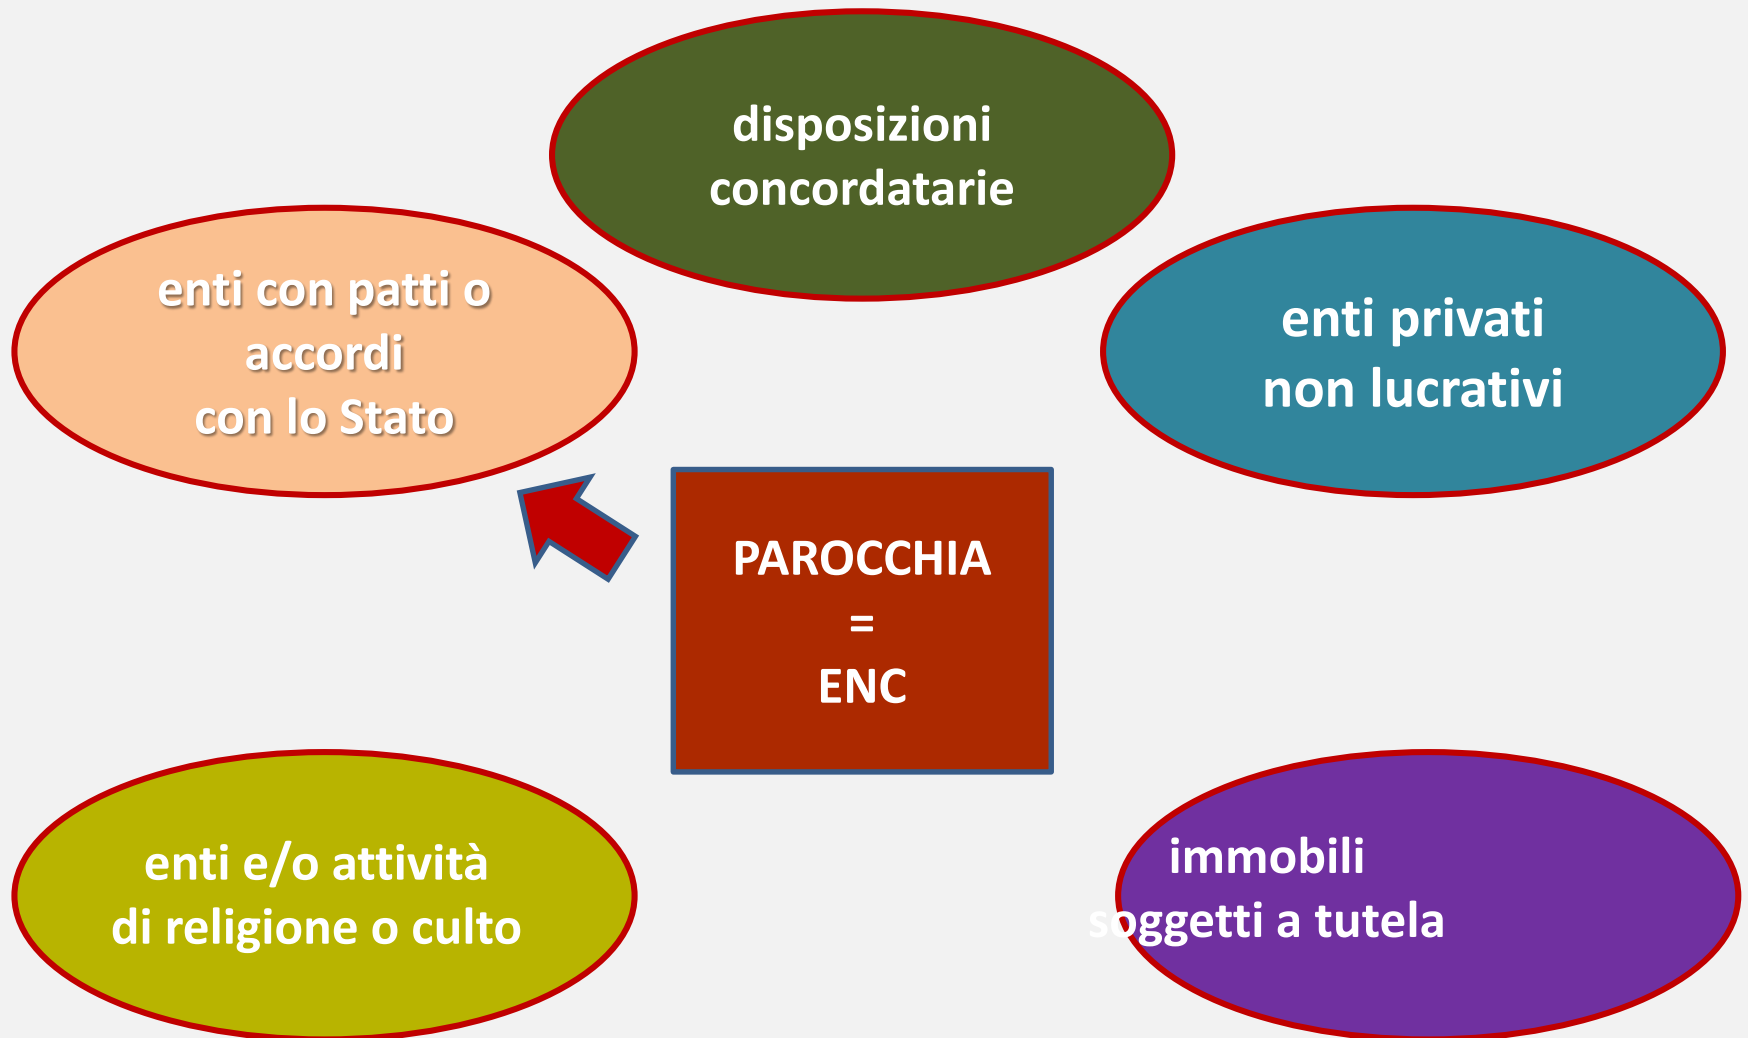 disposizioni
concordatarie
enti con patti o
accordi
con lo Stato
enti privati
non lucrativi
PAROCCHIA
=
ENC
enti e/o attività
di religione o culto
immobili
soggetti a tutela